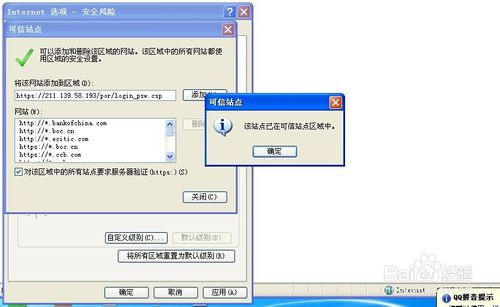 Internet 选项 - 安全风险
可信站点
可以添加和删除该区域的网站。该区域中的所有网站都使用区域的安全设置。
将该网站添加到区域(D):
https://211.139.58.193/por/login_psw.csp
添加
网站(W):
http://*.bankofchina.com
http://*.boc.cn
http://*.ecitic.com
https://*.boc.cn
https://*.ccb.com
删除
对该区域中的所有站点要求服务器验证(https:)(S)
关闭(C)
可信站点
该站点已在可信站点区域中。
确定
自定义级别(C)...
默认级别(D)
将所有区域重置为默认级别(R)
确定
取消
应用(A)
Internet
Baidu经验
QQ拼音提示